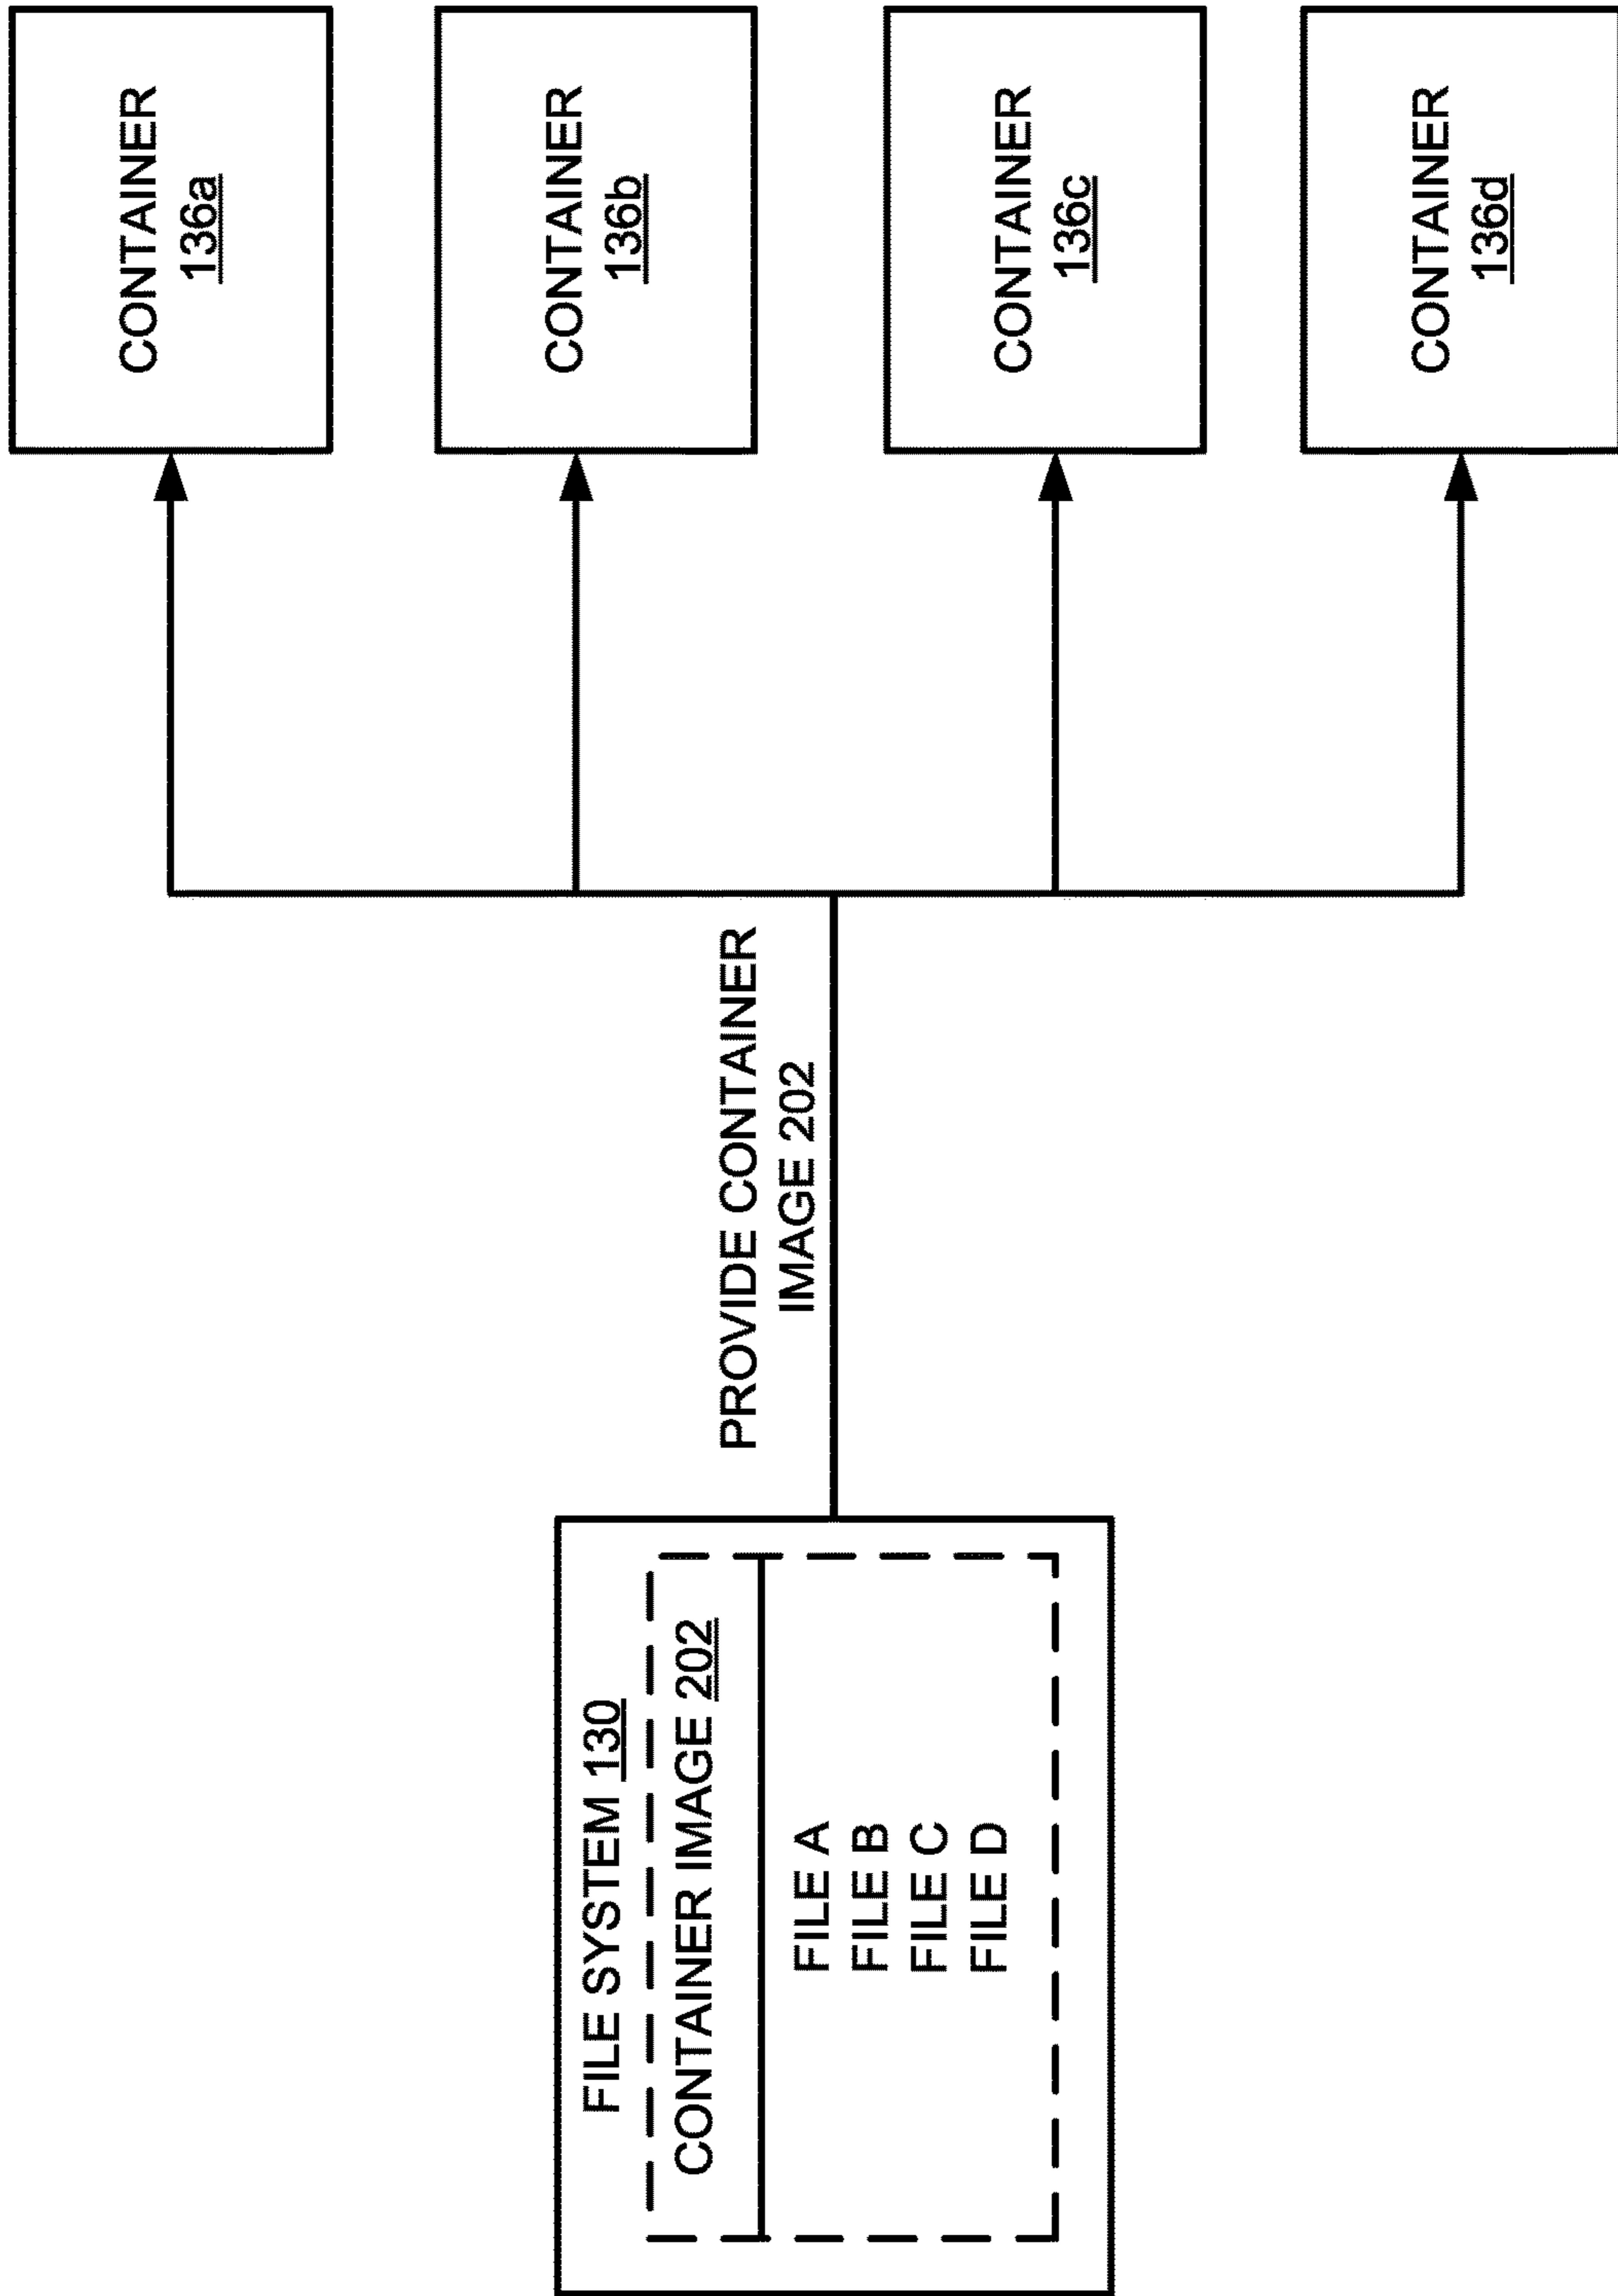 FILE SYSTEM 130
CONTAINER IMAGE 202
FILE A
FILE B
FILE C
FILE D
PROVIDE CONTAINER
IMAGE 202
CONTAINER
136a
CONTAINER
136b
CONTAINER
136c
CONTAINER
136d